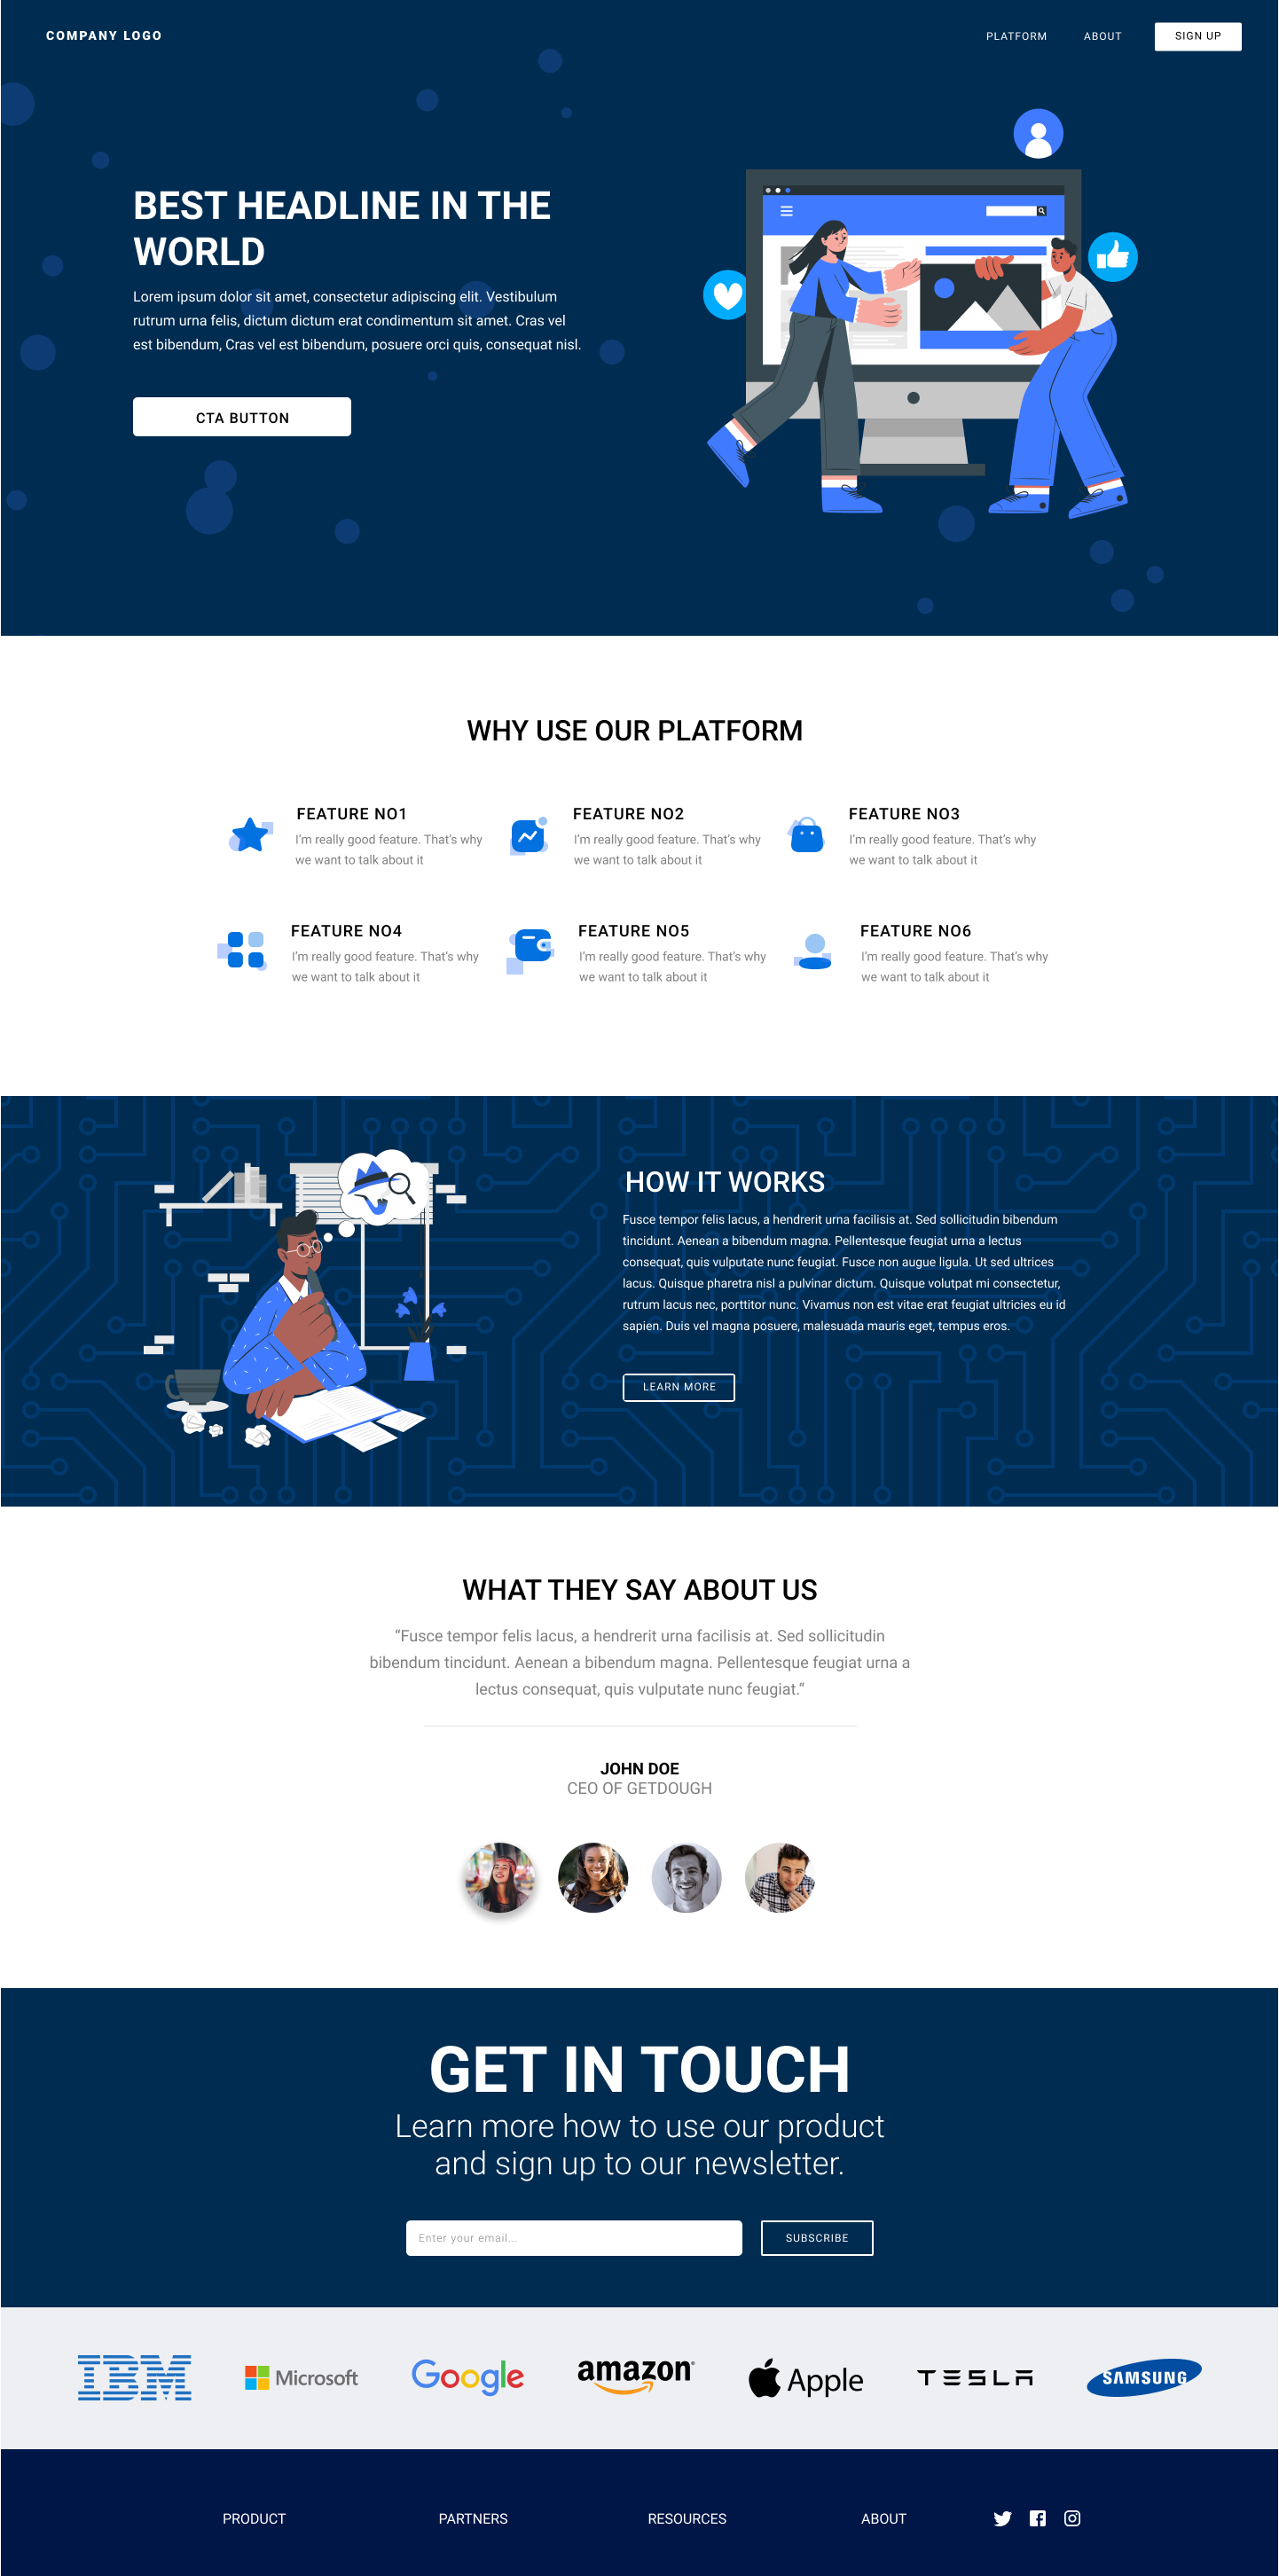 COMPANY LOGO
PLATFORM
ABOUT
SIGN UP
BEST HEADLINE IN THE
WORLD
Lorem ipsum dolor sit amet, consectetur adipiscing elit. Vestibulum
rutrum urna felis, dictum dictum erat condimentum sit amet. Cras vel
est bibendum, Cras vel est bibendum, posuere orci quis, consequat nisl.
CTA BUTTON
WHY USE OUR PLATFORM
FEATURE NO1
I'm really good feature. That's why
we want to talk about it
FEATURE NO2
I'm really good feature. That's why
we want to talk about it
FEATURE NO3
I'm really good feature. That's why
we want to talk about it
FEATURE NO4
I'm really good feature. That's why
we want to talk about it
FEATURE NO5
I'm really good feature. That's why
we want to talk about it
FEATURE NO6
I'm really good feature. That's why
we want to talk about it
HOW IT WORKS
Fusce tempor felis lacus, a hendrerit urna facilisis at. Sed sollicitudin bibendum
tincidunt. Aenean a bibendum magna. Pellentesque feugiat urna a lectus
consequat, quis vulputate nunc feugiat. Fusce non augue ligula. Ut sed ultrices
lacus. Quisque pharetra nisl a pulvinar dictum. Quisque volutpat mi consectetur,
rutrum lacus nec, porttitor nunc. Vivamus non est vitae erat feugiat ultricies eu id
sapien. Duis vel magna posuere, malesuada mauris eget, tempus eros.
LEARN MORE
WHAT THEY SAY ABOUT US
“Fusce tempor felis lacus, a hendrerit urna facilisis at. Sed sollicitudin
bibendum tincidunt. Aenean a bibendum magna. Pellentesque feugiat urna a
lectus consequat, quis vulputate nunc feugiat.“
JOHN DOE
CEO OF GETDOUGH
GET IN TOUCH
Learn more how to use our product
and sign up to our newsletter.
Enter your email...
SUBSCRIBE
IBM
Microsoft
Google
amazon®
Apple
TESLA
SAMSUNG
PRODUCT
PARTNERS
RESOURCES
ABOUT